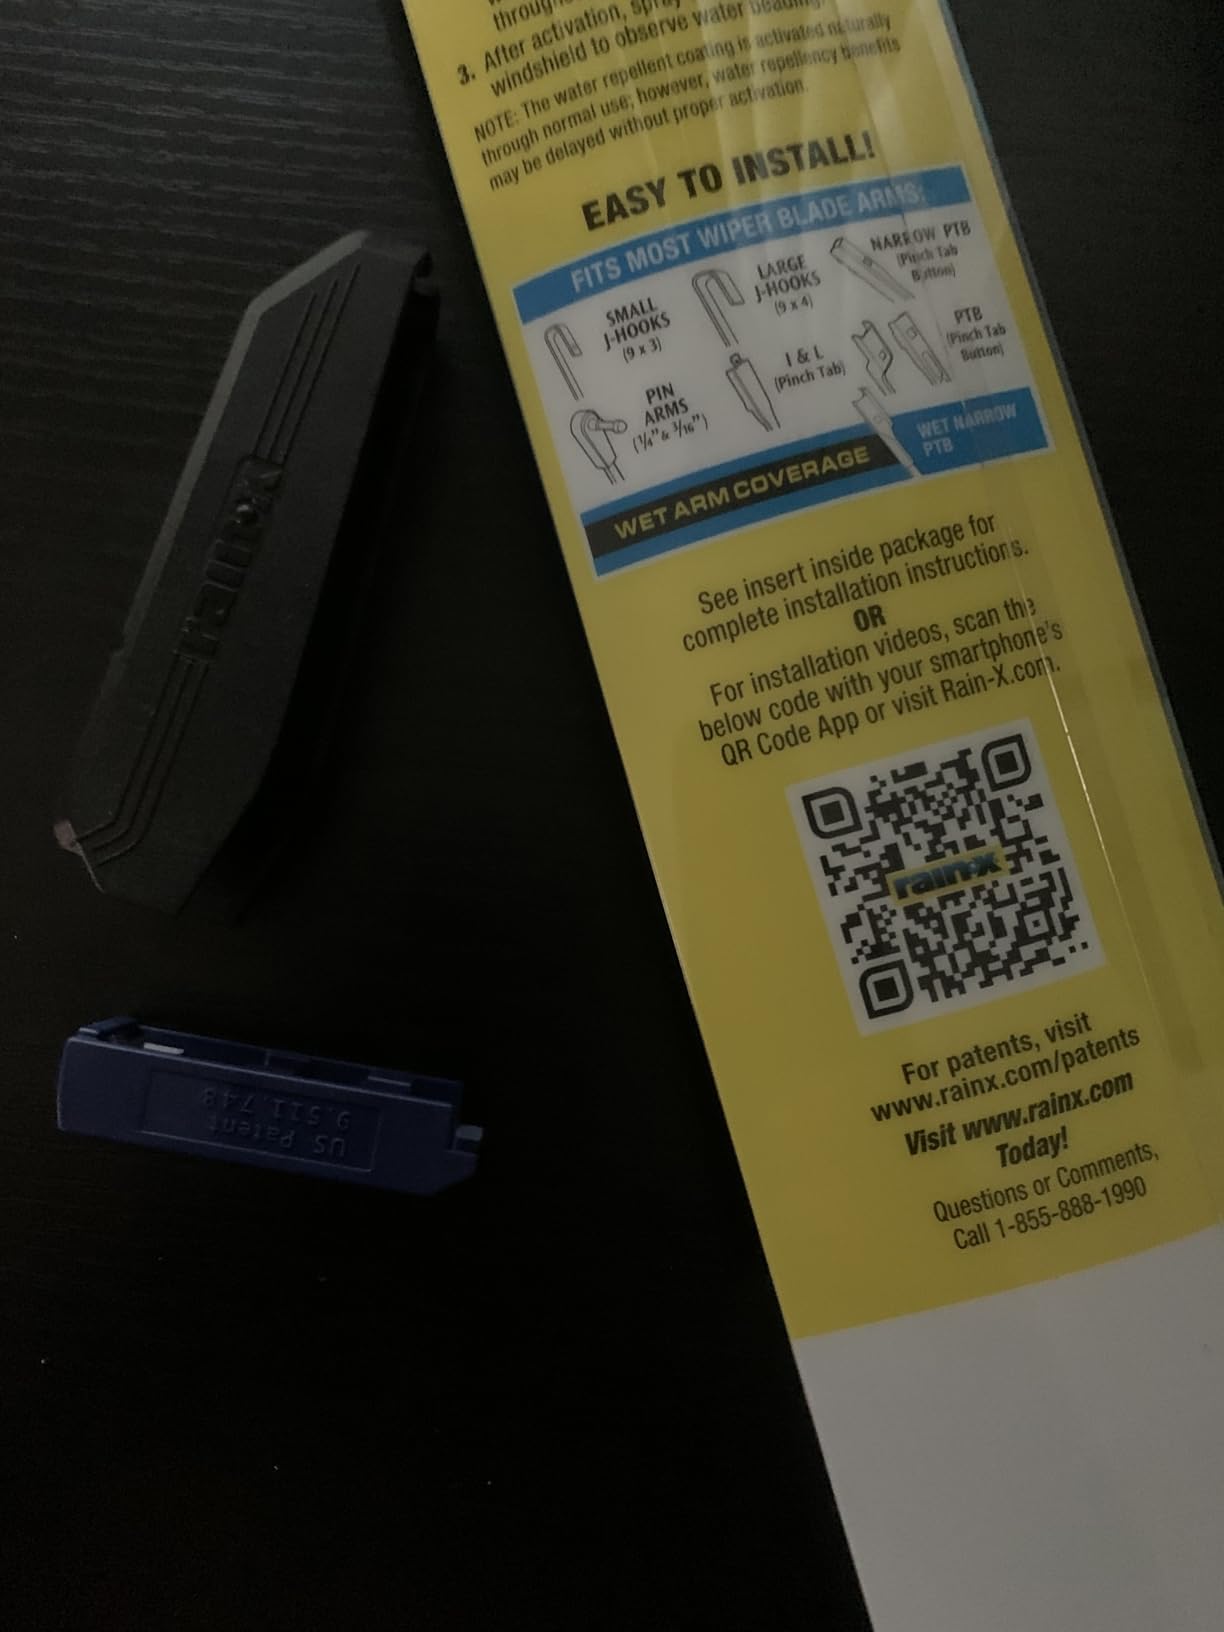 through
After activation, spray
3. windshield to observe water beading.
NOTE: The water repellent coating is activated naturally
through normal use; however, water repellency benefits
may be delayed without proper activation.
EASY TO INSTALL!
FITS MOST WIPER BLADE ARMS:
SMALL
J-HOOKS
(9 x 3)
LARGE
J-HOOKS
(9 x 4)
NARROW PTB
(Pinch Tab
Button)
PIN
ARMS
(1/4" & 3/16")
I & L
(Pinch Tab)
PTB
(Pinch Tab
Button)
WET ARM COVERAGE
WET NARROW
PTB
See insert inside package for
complete installation instructions.
OR
For installation videos, scan the
below code with your smartphone's
QR Code App or visit Rain-X.com.
rain-x
For patents, visit
www.rainx.com/patents
Visit www.rainx.com
Today!
Questions or Comments,
Call 1-855-888-1990
rain-x
US Patent
9,511,748